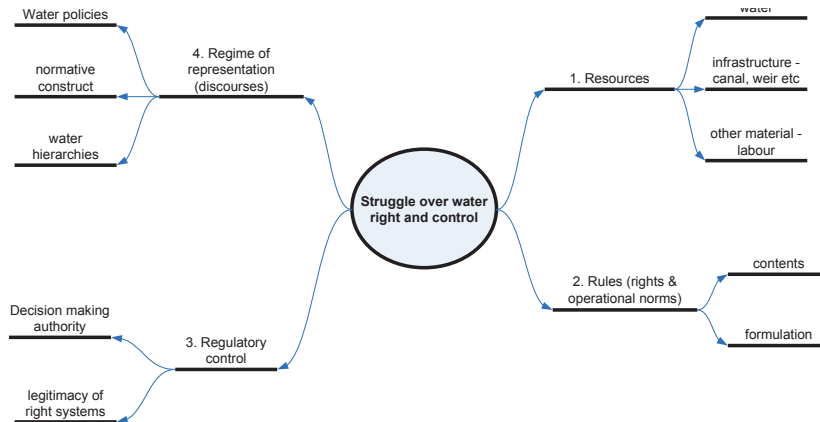 Struggle over water
right and control
1. Resources
water
infrastructure -
canal, weir etc
other material -
labour
2. Rules (rights &
operational norms)
contents
formulation
3. Regulatory
control
Decision making
authority
legitimacy of
right systems
4. Regime of
representation
(discourses)
Water policies
normative
construct
water
hierarchies